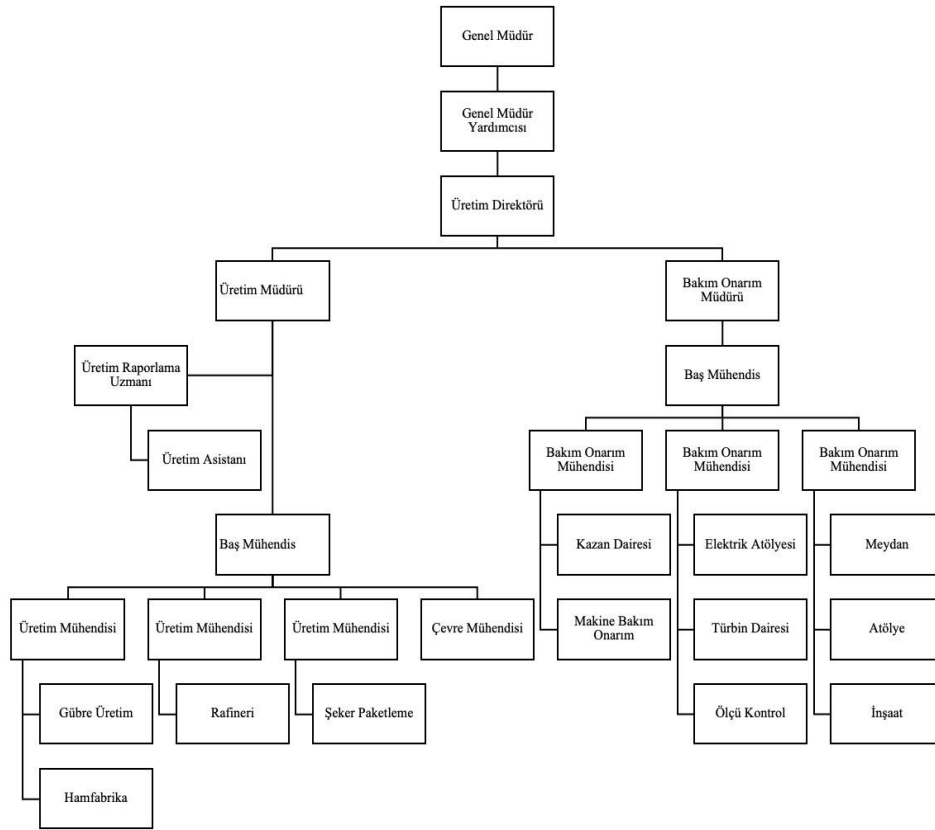 Genel Müdür
Genel Müdür
Yardımcısı
Üretim Direktörü
Üretim Müdürü
Bakım Onarım
Müdürü
Üretim Raporlama
Uzmanı
Baş Mühendis
Üretim Asistanı
Bakım Onarım
Mühendisi
Bakım Onarım
Mühendisi
Bakım Onarım
Mühendisi
Baş Mühendis
Kazan Dairesi
Elektrik Atölyesi
Meydan
Üretim Mühendisi
Üretim Mühendisi
Üretim Mühendisi
Çevre Mühendisi
Makine Bakım
Onarım
Türbin Dairesi
Atölye
Gübre Üretim
Rafineri
Şeker Paketleme
Ölçü Kontrol
İnşaat
Hamfabrika